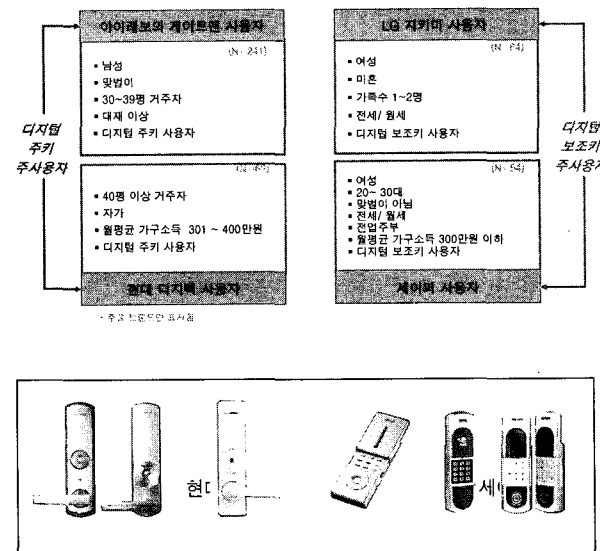 아이레보의 게이트맨 사용자
(N=241)
▪ 남성
▪ 맞벌이
▪ 30~39평 거주자
▪ 대재 이상
▪ 디지털 주키 사용자
LG 지키미 사용자
▪ 여성
▪ 미혼
▪ 가족수 1~2명
▪ 전세/ 월세
▪ 디지털 보조키 사용자
디지털
주키
주사용자
디지털
보조키
주사용자
▪ 40평 이상 거주자
▪ 자가
▪ 월평균 가구소득 301 ~ 400만원
▪ 디지털 주키 사용자
현대 디지텍 사용자
(N=54)
▪ 여성
▪ 20~ 30대
▪ 맞벌이 아님
▪ 전세/ 월세
▪ 전업주부
▪ 월평균 가구소득 300만원 이하
▪ 디지털 보조키 사용자
세이퍼 사용자
현
세이